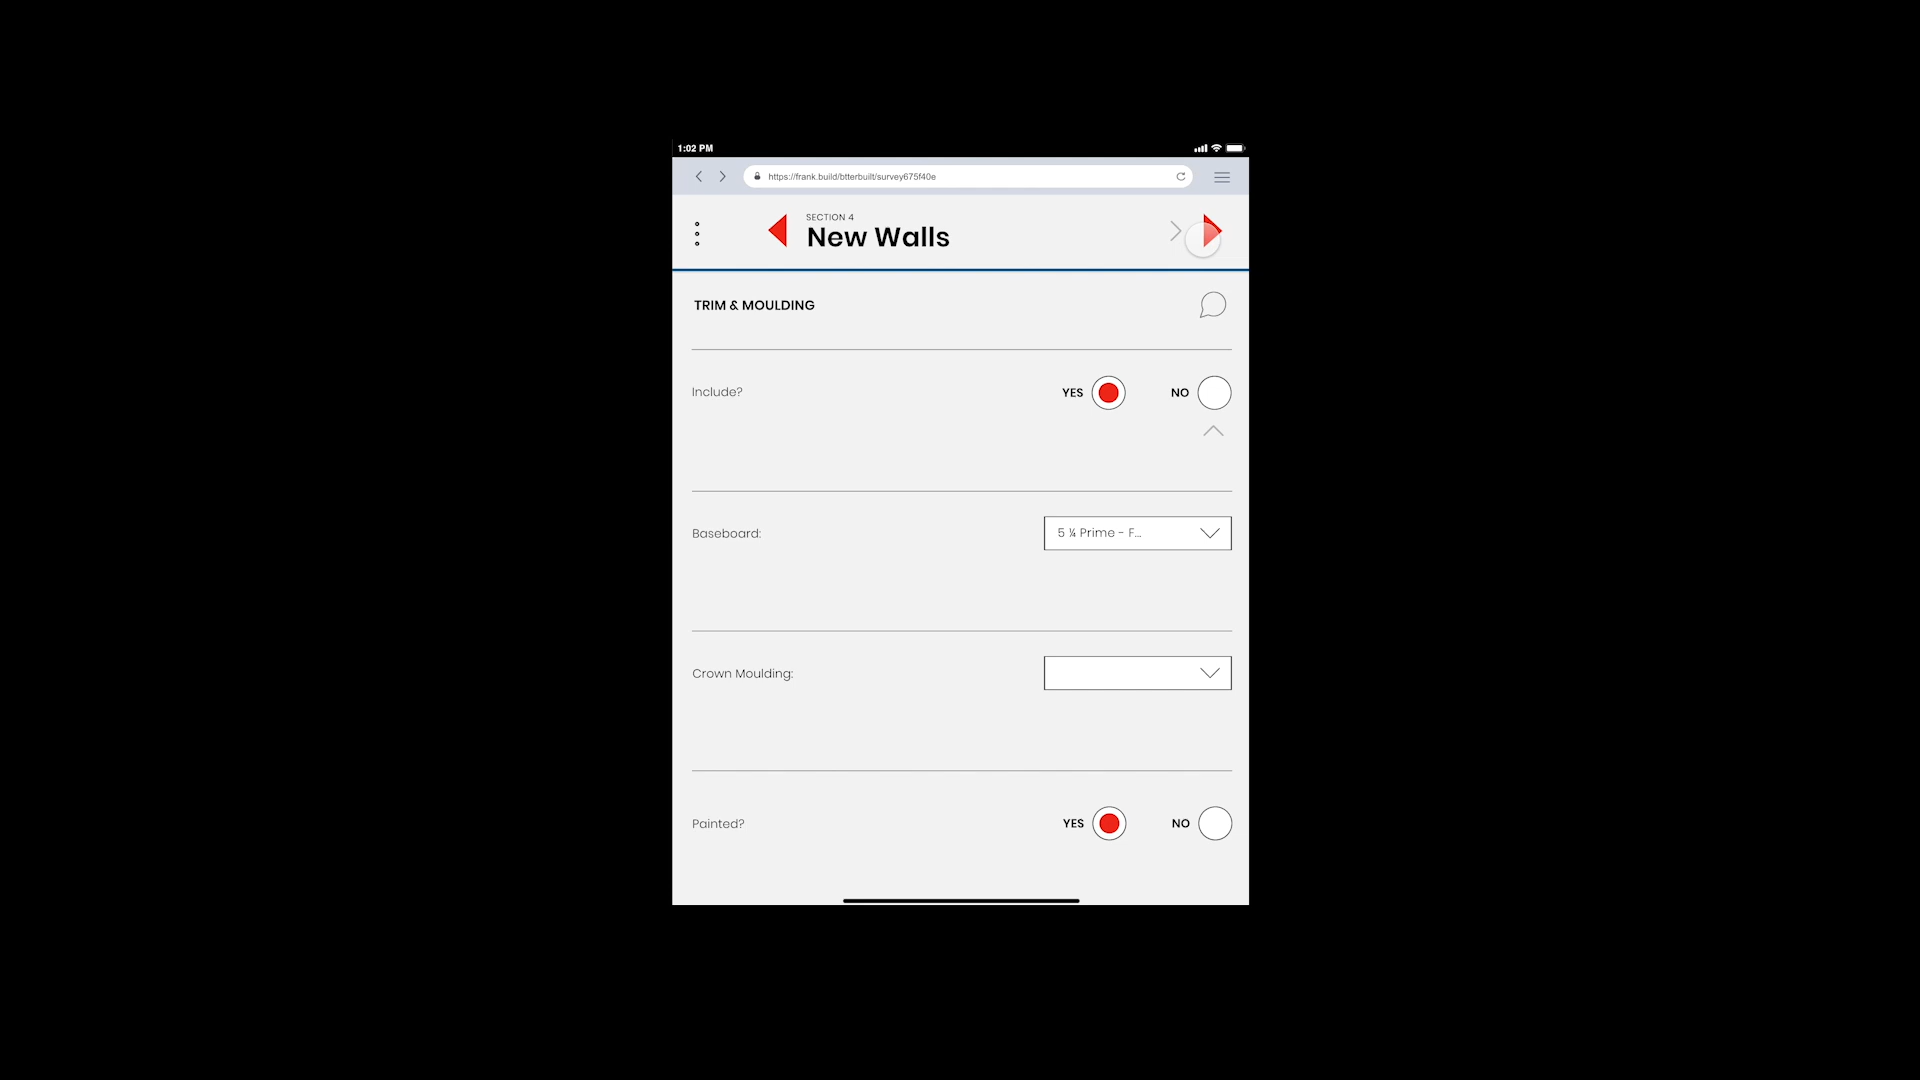 1:02 PM
https://frank.build/btterbuilt/survey675f40e
SECTION 4
New Walls
TRIM & MOULDING
Include?
YES
NO
Baseboard:
5 ¼ Prime - F...
Crown Moulding:
Painted?
YES
NO